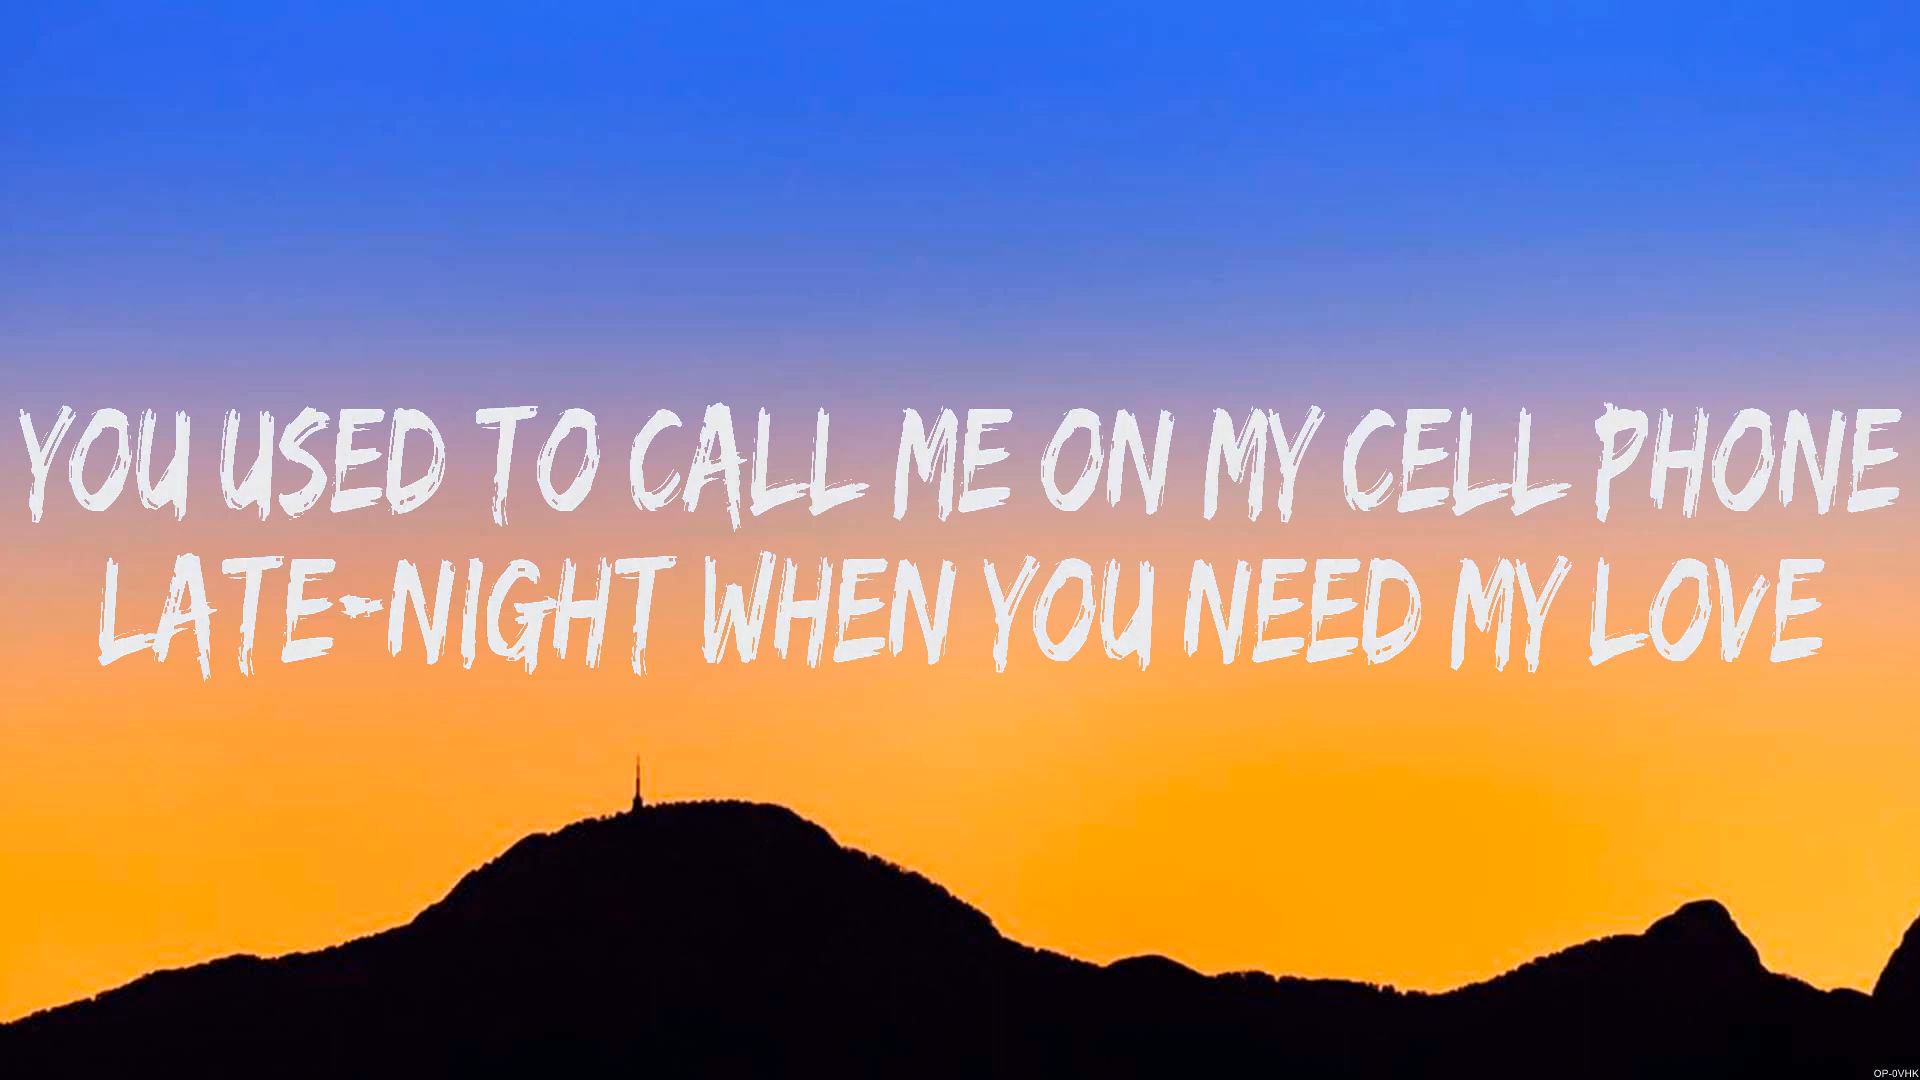 YOU USED TO CALL ME ON MY CELL PHONE
LATE-NIGHT WHEN YOU NEED MY LOVE
OP-0VHK